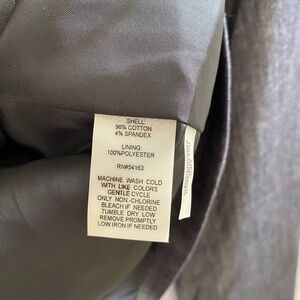 SHELL:
96% COTTON
4% SPANDEX
LINING:
100%POLYESTER
RN#54163
MACHINE WASH COLD
WITH LIKE COLORS
GENTLE CYCLE
ONLY NON-CHLORINE
BLEACH IF NEEDED
TUMBLE DRY LOW
REMOVE PROMPTLY
LOW IRON IF NEEDED